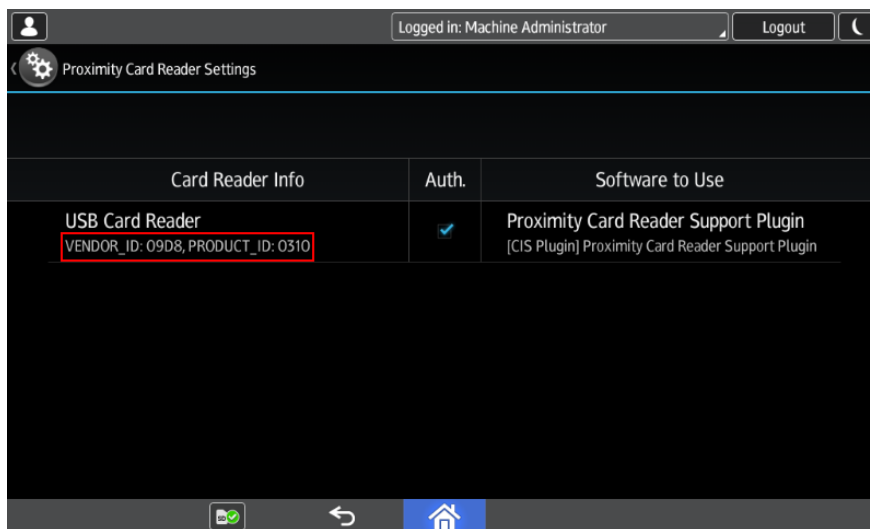 Logged in: Machine Administrator
Logout
Proximity Card Reader Settings
Card Reader Info
Auth.
Software to Use
USB Card Reader
Proximity Card Reader Support Plugin
VENDOR_ID: 09D8, PRODUCT_ID: 0310
[CIS Plugin] Proximity Card Reader Support Plugin
SD